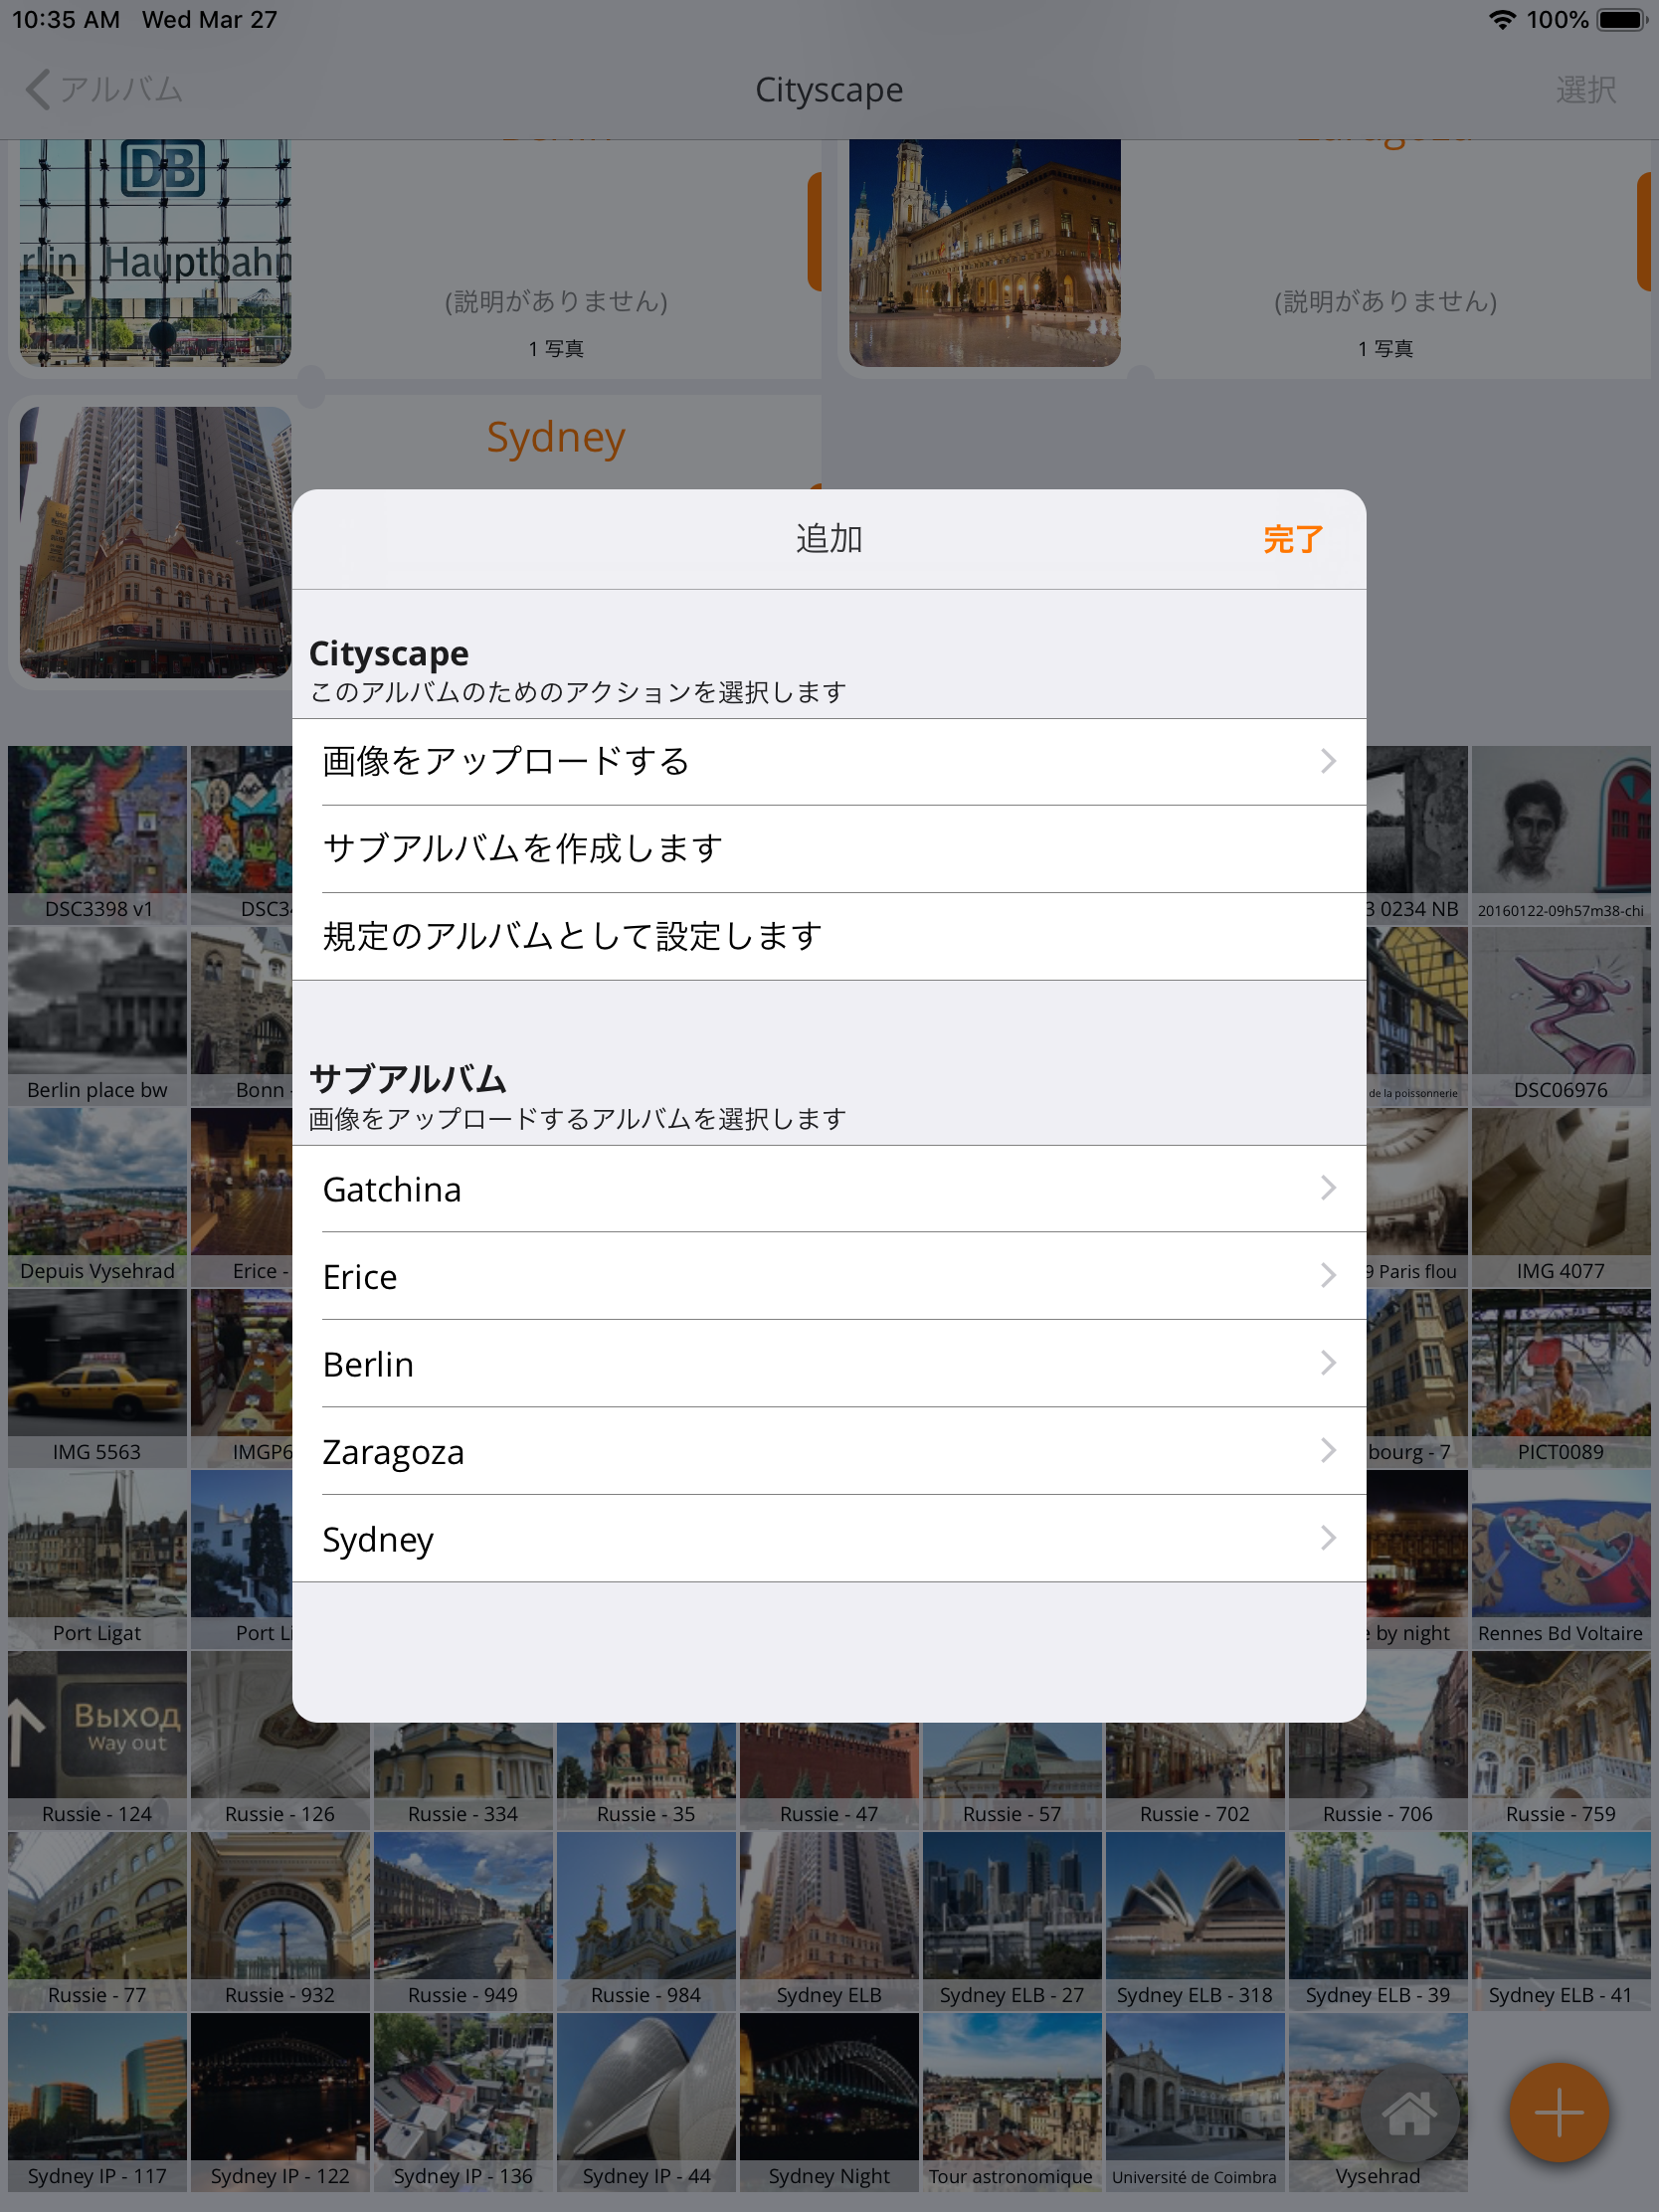 10:35 AM Wed Mar 27 100%
アルバム Cityscape 選択
DB
rlin Hauptbahn
(説明がありません)
1 写真
(説明がありません)
1 写真
Sydney
追加 完了
Cityscape
このアルバムのためのアクションを選択します
画像をアップロードする
サブアルバムを作成します
規定のアルバムとして設定します
サブアルバム
画像をアップロードするアルバムを選択します
Gatchina
Erice
Berlin
Zaragoza
Sydney
DSC3398 v1 DSC34 3 0234 NB 20160122-09h57m38-chi
Berlin place bw Bonn - de la poissonnerie DSC06976
Depuis Vysehrad Erice - 9 Paris flou IMG 4077
IMG 5563 IMGP6 bourg - 7 PICT0089
Port Ligat Port Li e by night Rennes Bd Voltaire
Выход
Way out
Russie - 124 Russie - 126 Russie - 334 Russie - 35 Russie - 47 Russie - 57 Russie - 702 Russie - 706 Russie - 759
Russie - 77 Russie - 932 Russie - 949 Russie - 984 Sydney ELB Sydney ELB - 27 Sydney ELB - 318 Sydney ELB - 39 Sydney ELB - 41
Sydney IP - 117 Sydney IP - 122 Sydney IP - 136 Sydney IP - 44 Sydney Night Tour astronomique Université de Coimbra Vysehrad